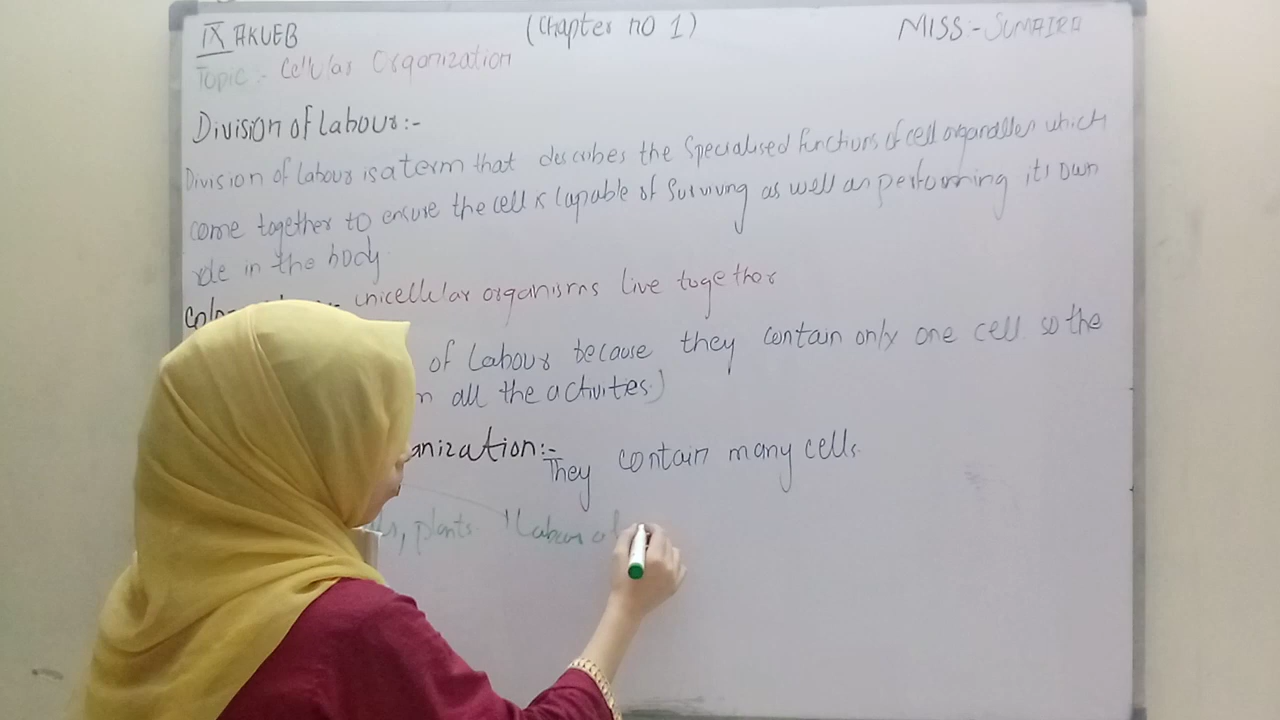 IX AKUEB (Chapter no 1) MISS:- SUMAIRA
Topic:- Cellular Organization
Division of Labour:-
Division of Labour is a term that describes the Specialised functions of cell organelles which
come together to ensure the cell is capable of Surviving as well as performing its own
role in the body
unicellular organisms live together
of Labour because they contain only one cell so the
all the activities)
anization:- They contain many cells.
plants Labour